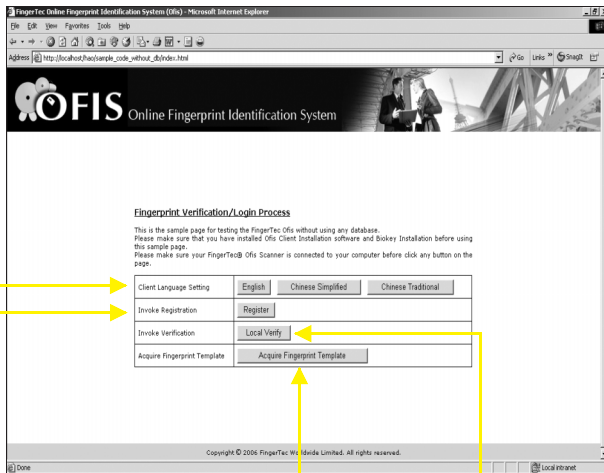 FingerTec Online Fingerprint Identification System (Ofis) - Microsoft Internet Explorer
File Edit View Favorites Tools Help
Address http://localhost/hao/sample_code_without_db/index.html Go Links » SnagIt
OFIS Online Fingerprint Identification System
Fingerprint Verification/Login Process
This is the sample page for testing the FingerTec Ofis without using any database.
Please make sure that you have installed Ofis Client Installation software and Biokey Installation before using
this sample page.
Please make sure your FingerTec® Ofis Scanner is connected to your computer before click any button on the
page.
Client Language Setting English Chinese Simplified Chinese Traditional
Invoke Registration Register
Invoke Verification Local Verify
Acquire Fingerprint Template Acquire Fingerprint Template
Copyright © 2006 FingerTec Worldwide Limited. All rights reserved.
Done Local intranet